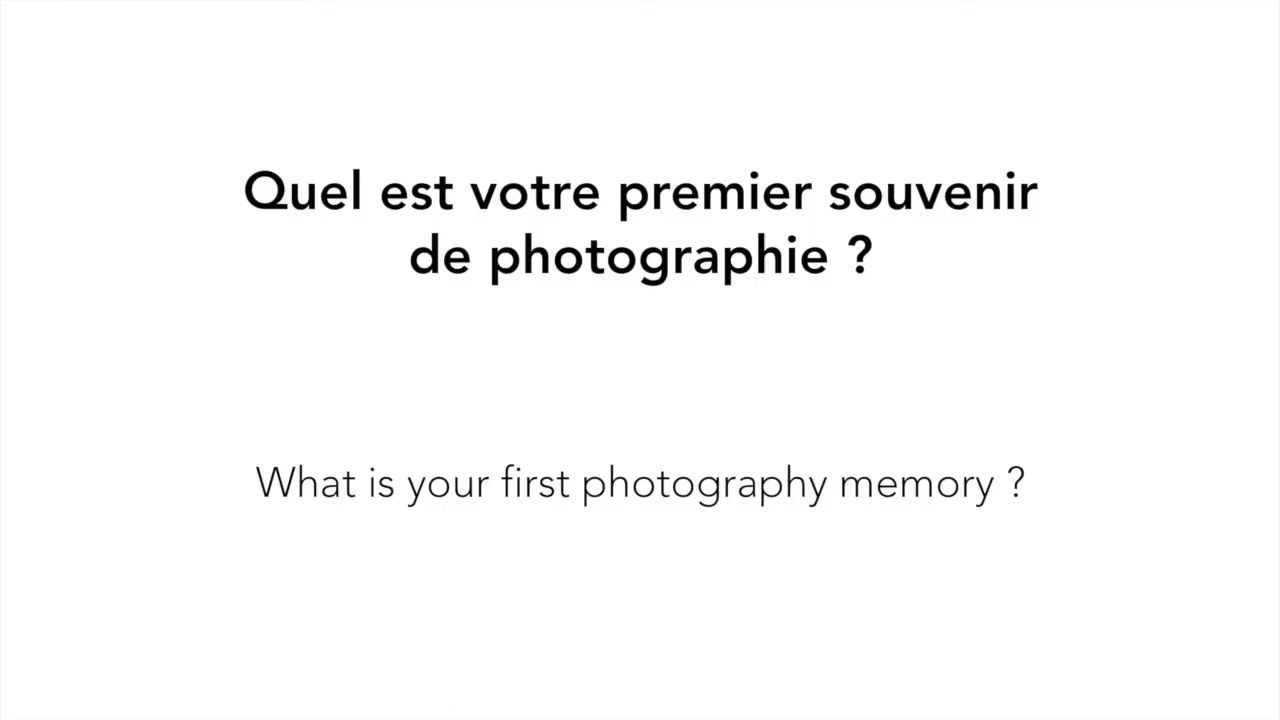 Quel est votre premier souvenir
de photographie ?
What is your first photography memory ?